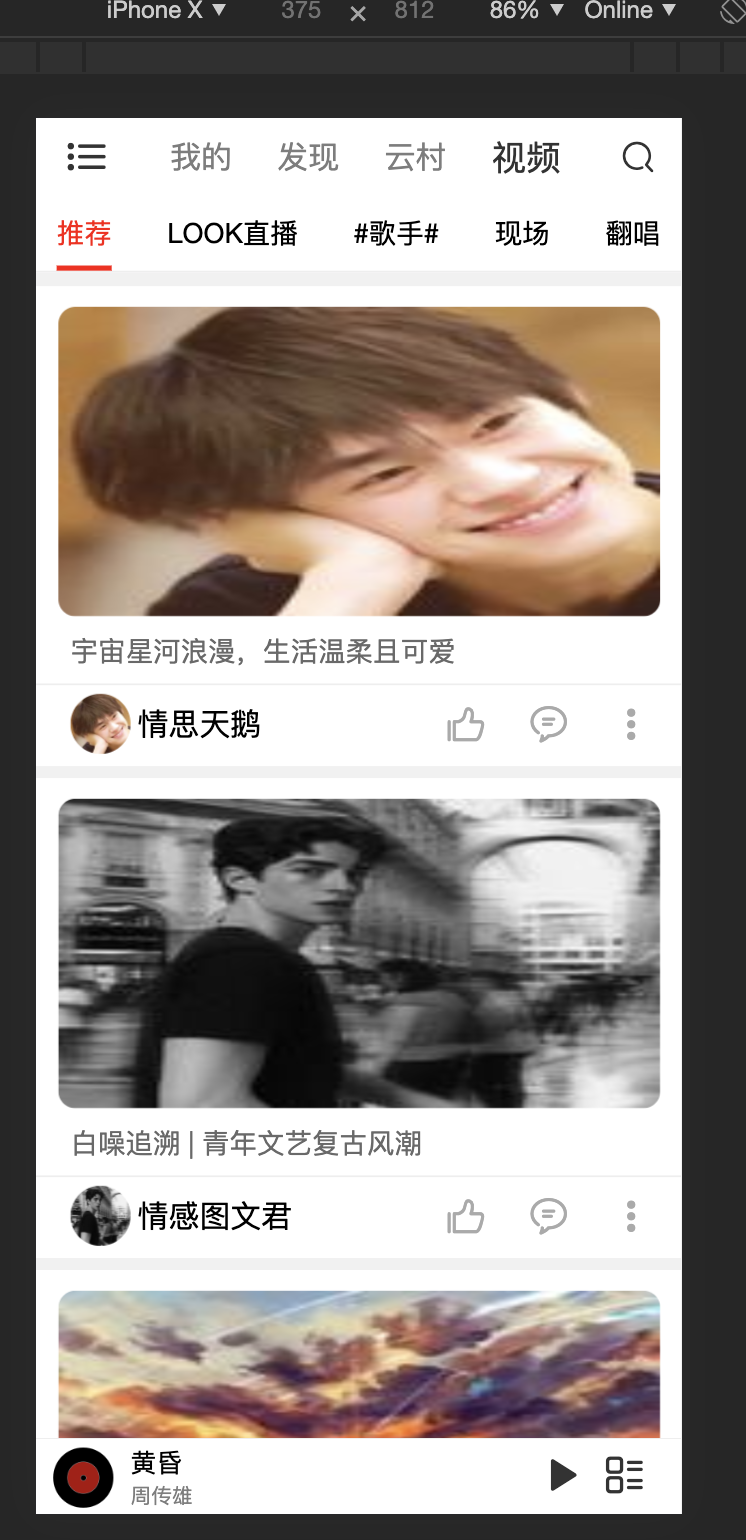 iPhone X ▼ 375 × 812 86% ▼ Online ▼
我的 发现 云村 视频
推荐 LOOK直播 #歌手# 现场 翻唱
宇宙星河浪漫，生活温柔且可爱
情思天鹅
白噪追溯 | 青年文艺复古风潮
情感图文君
黄昏
周传雄